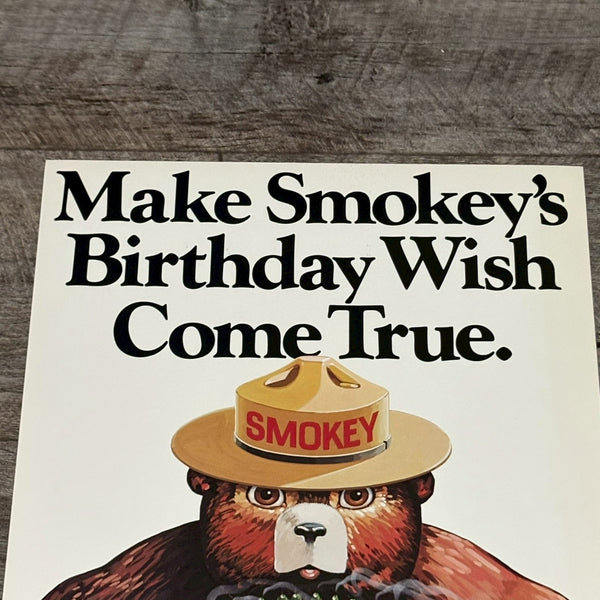 Make Smokey's
Birthday Wish
Come True.
SMOKEY